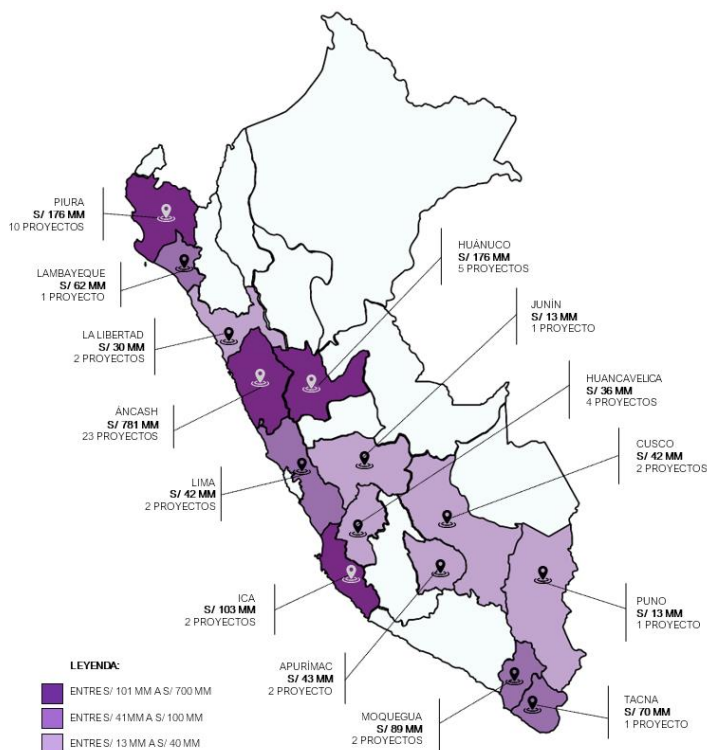 PIURA
S/ 176 MM
10 PROYECTOS
LAMBAYEQUE
S/ 62 MM
1 PROYECTO
LA LIBERTAD
S/ 30 MM
2 PROYECTOS
ÁNCASH
S/ 781 MM
23 PROYECTOS
LIMA
S/ 42 MM
2 PROYECTOS
ICA
S/ 103 MM
2 PROYECTOS
APURÍMAC
S/ 43 MM
2 PROYECTO
MOQUEGUA
S/ 89 MM
2 PROYECTOS
HUÁNUCO
S/ 176 MM
5 PROYECTOS
JUNÍN
S/ 13 MM
1 PROYECTO
HUANCAVELICA
S/ 36 MM
4 PROYECTOS
CUSCO
S/ 42 MM
2 PROYECTOS
PUNO
S/ 13 MM
1 PROYECTO
TACNA
S/ 70 MM
1 PROYECTO
LEYENDA:
ENTRE S/ 101 MM A S/ 700 MM
ENTRE S/ 41 MM A S/ 100 MM
ENTRE S/ 13 MM A S/ 40 MM